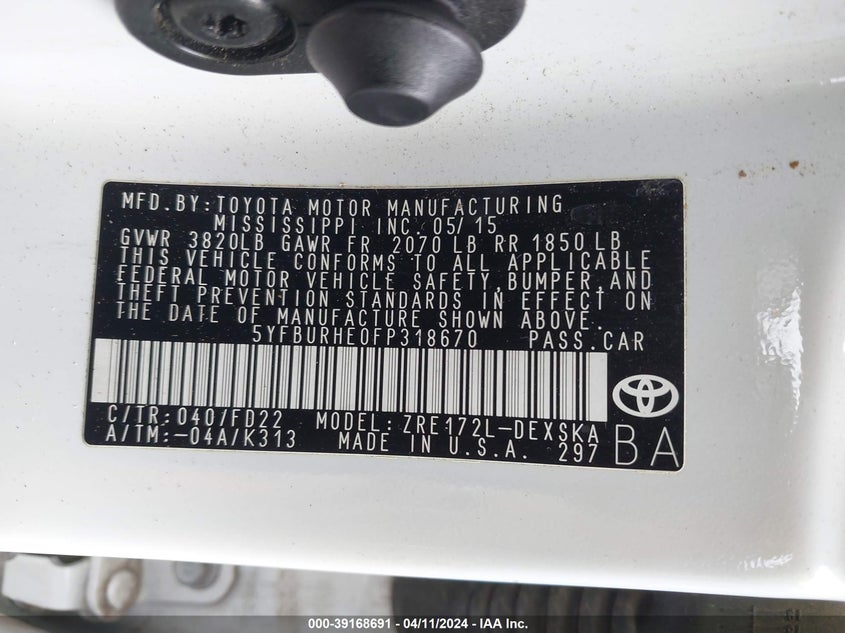 MFD.BY:TOYOTA MOTOR MANUFACTURING
MISSISSIPPI INC. 05/15
GVWR 3820LB GAWR FR 2070 LB RR 1850 LB
THIS VEHICLE CONFORMS TO ALL APPLICABLE
FEDERAL MOTOR VEHICLE SAFETY,BUMPER,AND
THEFT PREVENTION STANDARDS IN EFFECT ON
THE DATE OF MANUFACTURE SHOWN ABOVE.
5YFBURHE0FP318670 PASS.CAR
C/TR:040/FD22 MODEL:ZRE172L-DEXSKA
A/TM:-04A/K313 MADE IN U.S.A. 297 BA
000-39168691 - 04/11/2024 - IAA Inc.